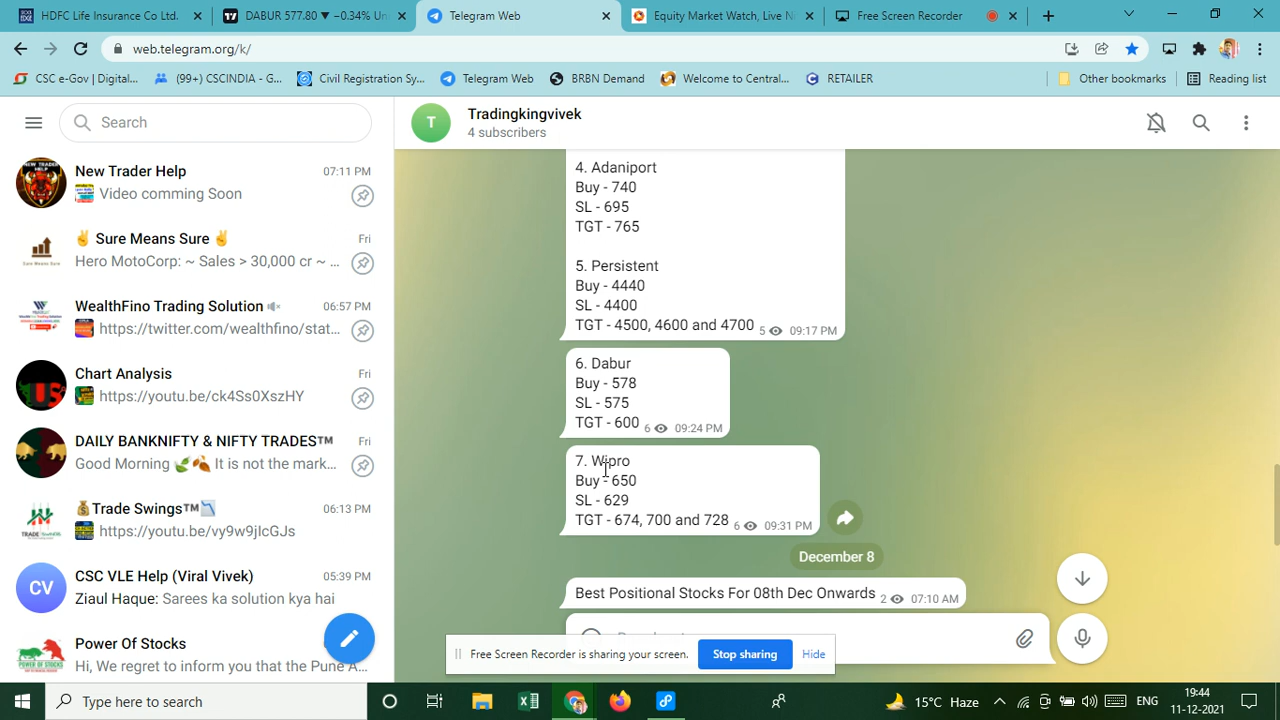 HDFC Life Insurance Co Ltd.
DABUR 577.80 ▼ −0.34% Un
Telegram Web
Equity Market Watch, Live N
Free Screen Recorder
web.telegram.org/k/
CSC e-Gov | Digital...
(99+) CSCINDIA - G...
Civil Registration Sy...
Telegram Web
BRBN Demand
Welcome to Central...
RETAILER
Other bookmarks
Reading list
Search
New Trader Help 07:11 PM
Video comming Soon
✌ Sure Means Sure ✌ Fri
Hero MotoCorp: ~ Sales > 30,000 cr ~ ...
WealthFino Trading Solution 06:57 PM
https://twitter.com/wealthfino/stat...
Chart Analysis Fri
https://youtu.be/ck4Ss0XszHY
DAILY BANKNIFTY & NIFTY TRADES™ Fri
Good Morning 🌿🍂 It is not the mark...
💰Trade Swings™📉 06:13 PM
https://youtu.be/vy9w9jIcGJs
CV
CSC VLE Help (Viral Vivek) 05:39 PM
Ziaul Haque: Sarees ka solution kya hai
Power Of Stocks
Hi, We regret to inform you that the Pune A...
T
Tradingkingvivek
4 subscribers
4. Adaniport
Buy - 740
SL - 695
TGT - 765
5. Persistent
Buy - 4440
SL - 4400
TGT - 4500, 4600 and 4700 5 09:17 PM
6. Dabur
Buy - 578
SL - 575
TGT - 600 6 09:24 PM
7. Wipro
Buy - 650
SL - 629
TGT - 674, 700 and 728 6 09:31 PM
December 8
Best Positional Stocks For 08th Dec Onwards 2 07:10 AM
Free Screen Recorder is sharing your screen.
Stop sharing
Hide
Type here to search
15°C Haze
ENG
19:44
11-12-2021